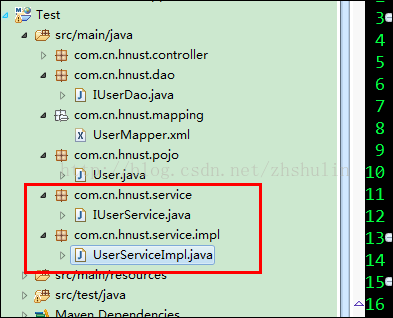 Test
src/main/java
com.cn.hnust.controller
com.cn.hnust.dao
IUserDao.java
com.cn.hnust.mapping
UserMapper.xml
com.cn.hnust.pojo
http://blog.csdn.net/zhshulin
User.java
com.cn.hnust.service
IUserService.java
com.cn.hnust.service.impl
UserServiceImpl.java
src/main/resources
src/test/java
Maven Dependencies
3
4
5
6
7
8
9
10
11
12
13
14
15
16